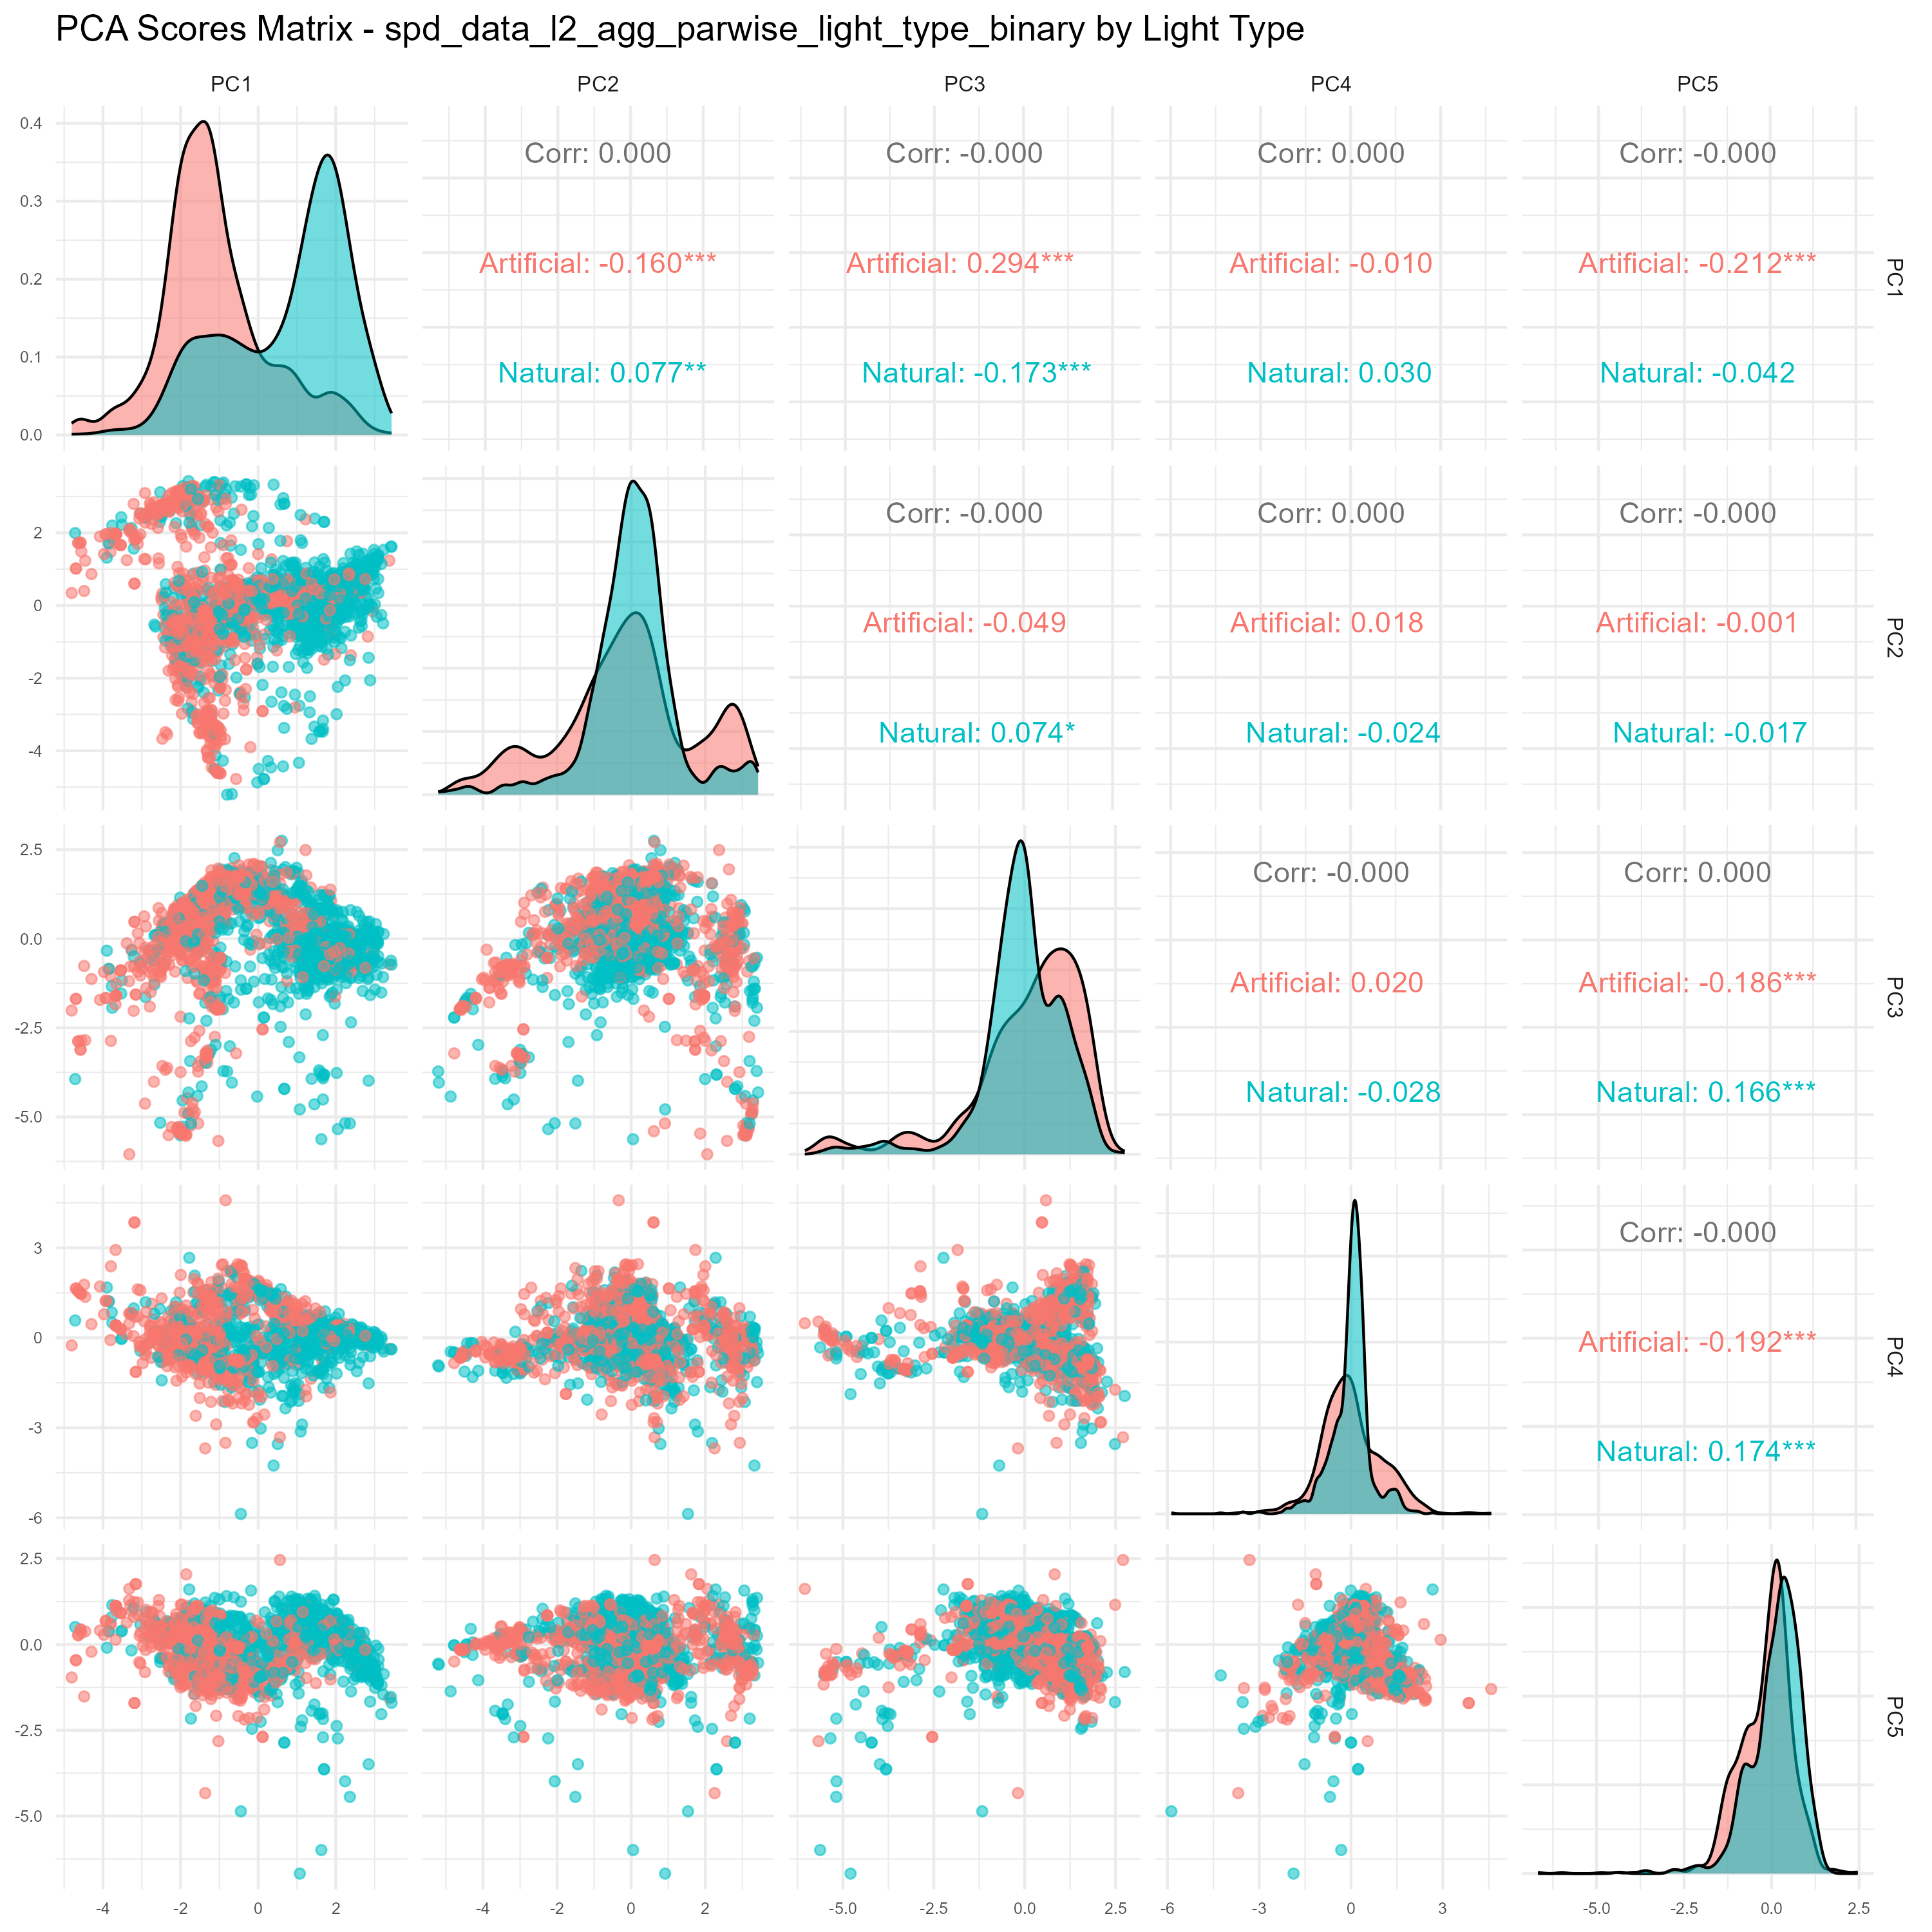 PCA Scores Matrix - spd_data_l2_agg_parwise_light_type_binary by Light Type
PC1 PC2 PC3 PC4 PC5
0.4
0.3
0.2
0.1
0.0
Corr: 0.000
Artificial: -0.160***
Natural: 0.077**
Corr: -0.000
Artificial: 0.294***
Natural: -0.173***
Corr: 0.000
Artificial: -0.010
Natural: 0.030
Corr: -0.000
Artificial: -0.212***
Natural: -0.042
PC1
2
0
-2
-4
Corr: -0.000
Artificial: -0.049
Natural: 0.074*
Corr: 0.000
Artificial: 0.018
Natural: -0.024
Corr: -0.000
Artificial: -0.001
Natural: -0.017
PC2
2.5
0.0
-2.5
-5.0
Corr: -0.000
Artificial: 0.020
Natural: -0.028
Corr: 0.000
Artificial: -0.186***
Natural: 0.166***
PC3
3
0
-3
-6
Corr: -0.000
Artificial: -0.192***
Natural: 0.174***
PC4
2.5
0.0
-2.5
-5.0
PC5
-4 -2 0 2
-4 -2 0 2
-5.0 -2.5 0.0 2.5
-6 -3 0 3
-5.0 -2.5 0.0 2.5